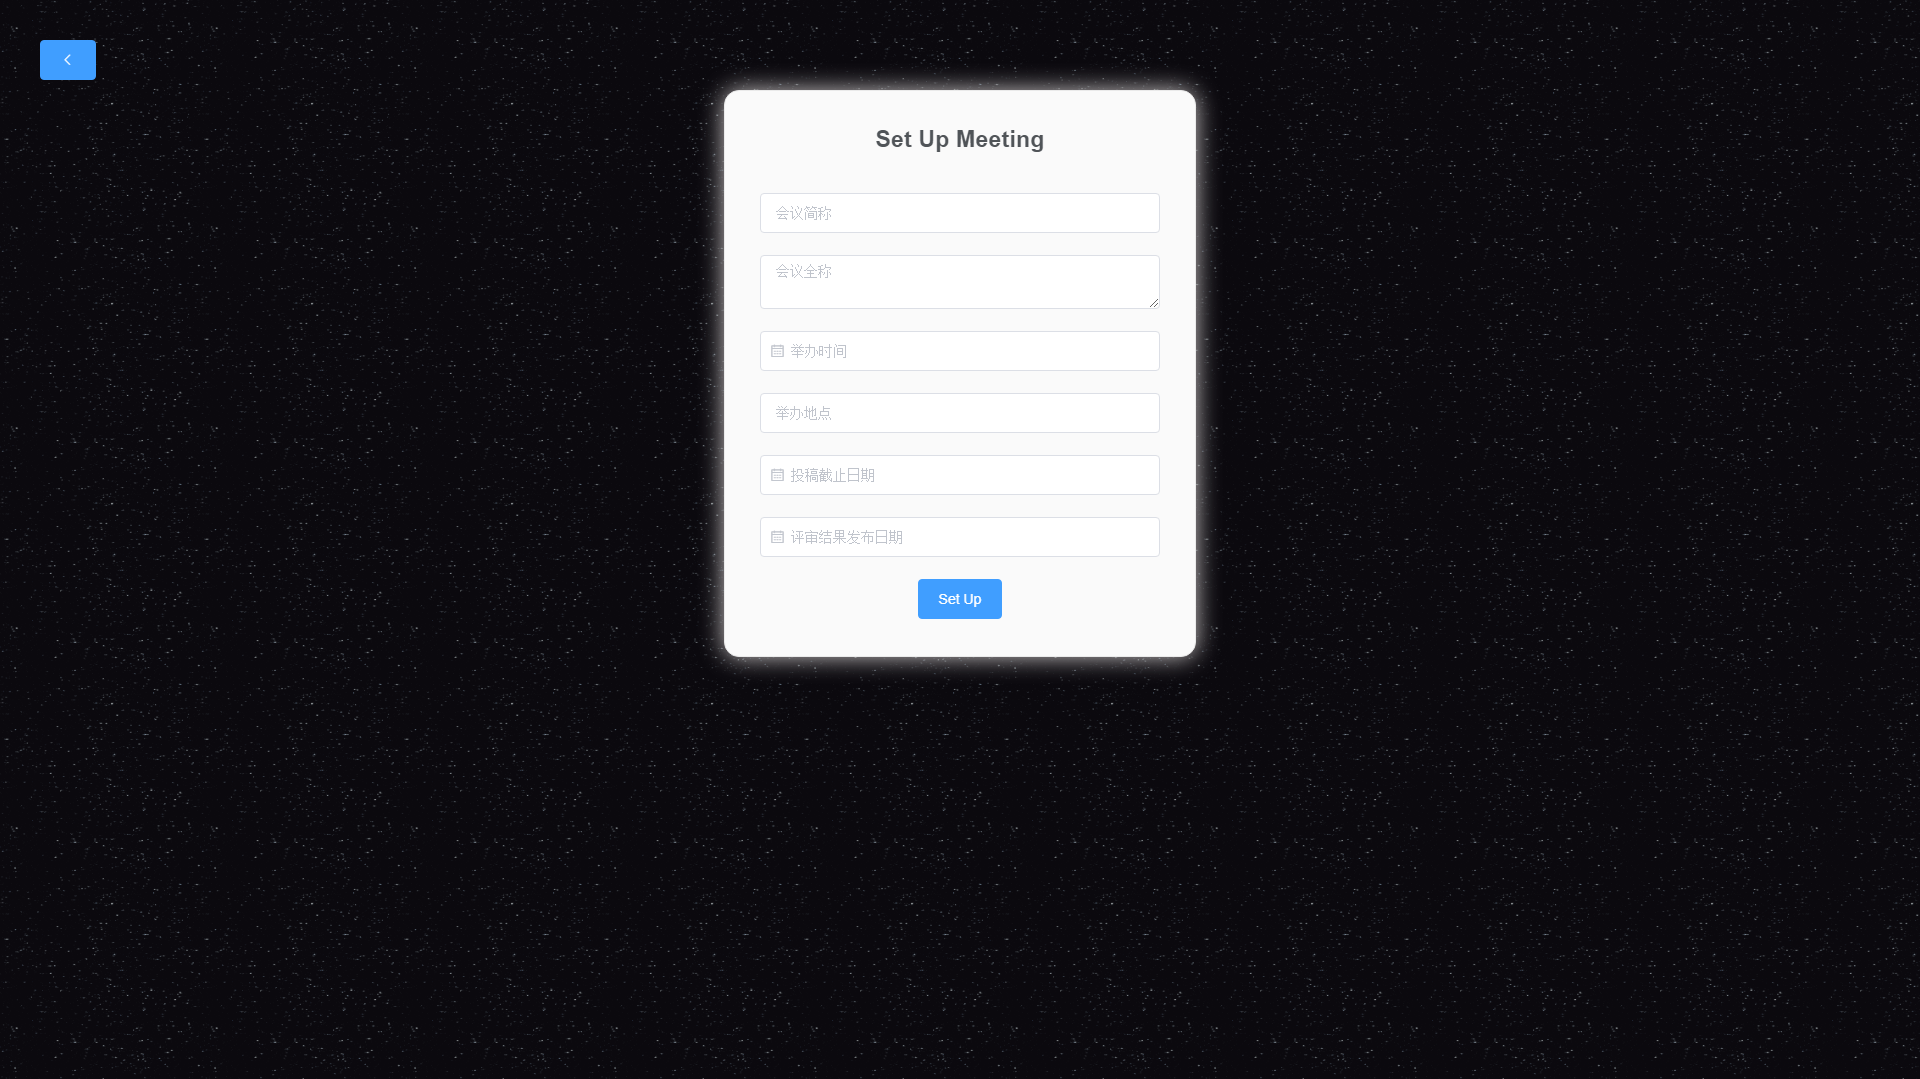 Set Up Meeting
会议简称
会议全称
举办时间
举办地点
投稿截止日期
评审结果发布日期
Set Up